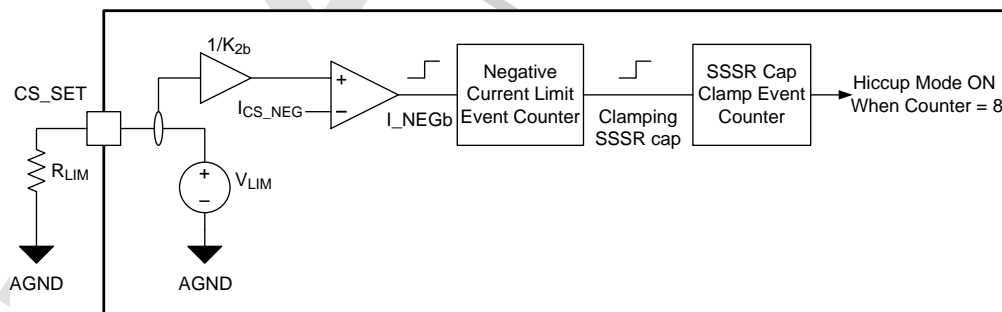 1/K2b
CS_SET
RLIM
AGND
VLIM
+
−
AGND
ICS_NEG
+
−
I_NEGb
Negative
Current Limit
Event Counter
Clamping
SSSR cap
SSSR Cap
Clamp Event
Counter
Hiccup Mode ON
When Counter = 8